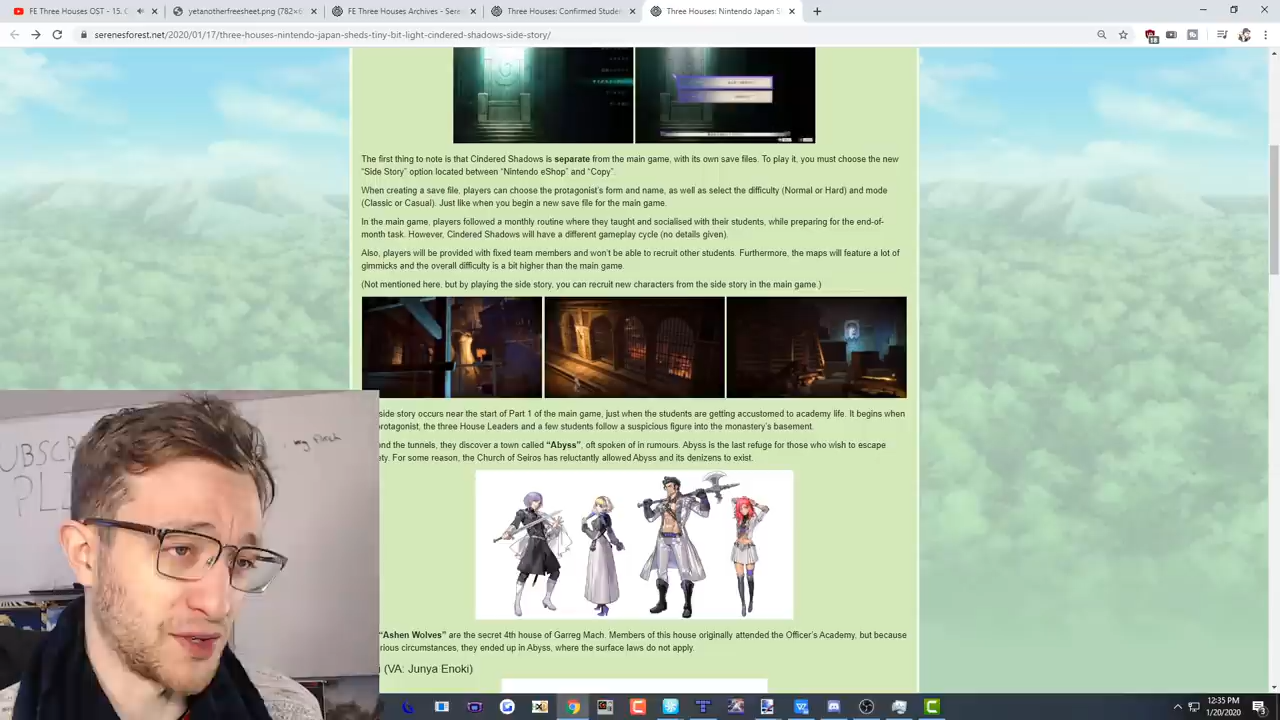 FE Three Houses OST - 15. C
yetanotherfreesheet.png (782×6
FE Three Houses Archives - Seren
Cindered Shadows - Side Story
Three Houses: Nintendo Japan Se
serenesforest.net/2020/01/17/three-houses-nintendo-japan-sheds-tiny-bit-light-cindered-shadows-side-story/
The first thing to note is that Cindered Shadows is separate from the main game, with its own save files. To play it, you must choose the new
"Side Story" option located between "Nintendo eShop" and "Copy".
When creating a save file, players can choose the protagonist's form and name, as well as select the difficulty (Normal or Hard) and mode
(Classic or Casual). Just like when you begin a new save file for the main game.
In the main game, players followed a monthly routine where they taught and socialised with their students, while preparing for the end-of-
month task. However, Cindered Shadows will have a different gameplay cycle (no details given).
Also, players will be provided with fixed team members and won't be able to recruit other students. Furthermore, the maps will feature a lot of
gimmicks and the overall difficulty is a bit higher than the main game.
(Not mentioned here, but by playing the side story, you can recruit new characters from the side story in the main game.)
side story occurs near the start of Part 1 of the main game, just when the students are getting accustomed to academy life. It begins when
protagonist, the three House Leaders and a few students follow a suspicious figure into the monastery's basement.
ond the tunnels, they discover a town called "Abyss", oft spoken of in rumours. Abyss is the last refuge for those who wish to escape
ety. For some reason, the Church of Seiros has reluctantly allowed Abyss and its denizens to exist.
"Ashen Wolves" are the secret 4th house of Garreg Mach. Members of this house originally attended the Officer's Academy, but because
rious circumstances, they ended up in Abyss, where the surface laws do not apply.
(VA: Junya Enoki)
12:35 PM
1/20/2020